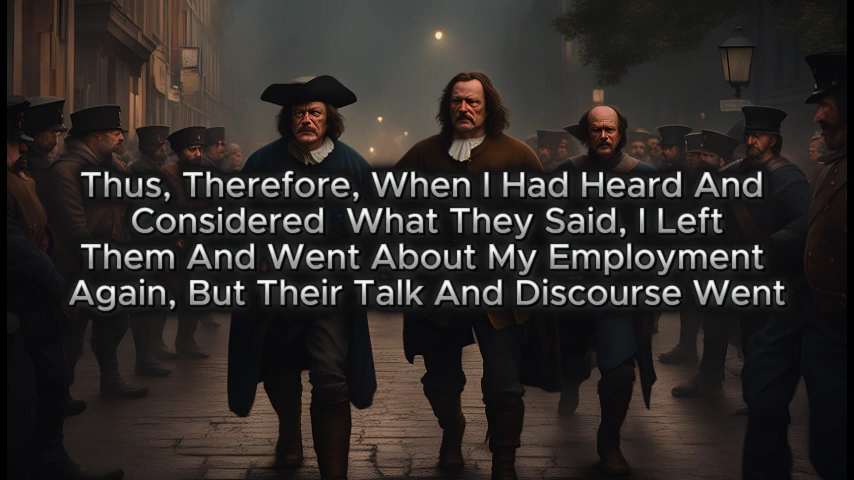 Thus, Therefore, When I Had Heard And
Considered What They Said, I Left
Them And Went About My Employment
Again, But Their Talk And Discourse Went